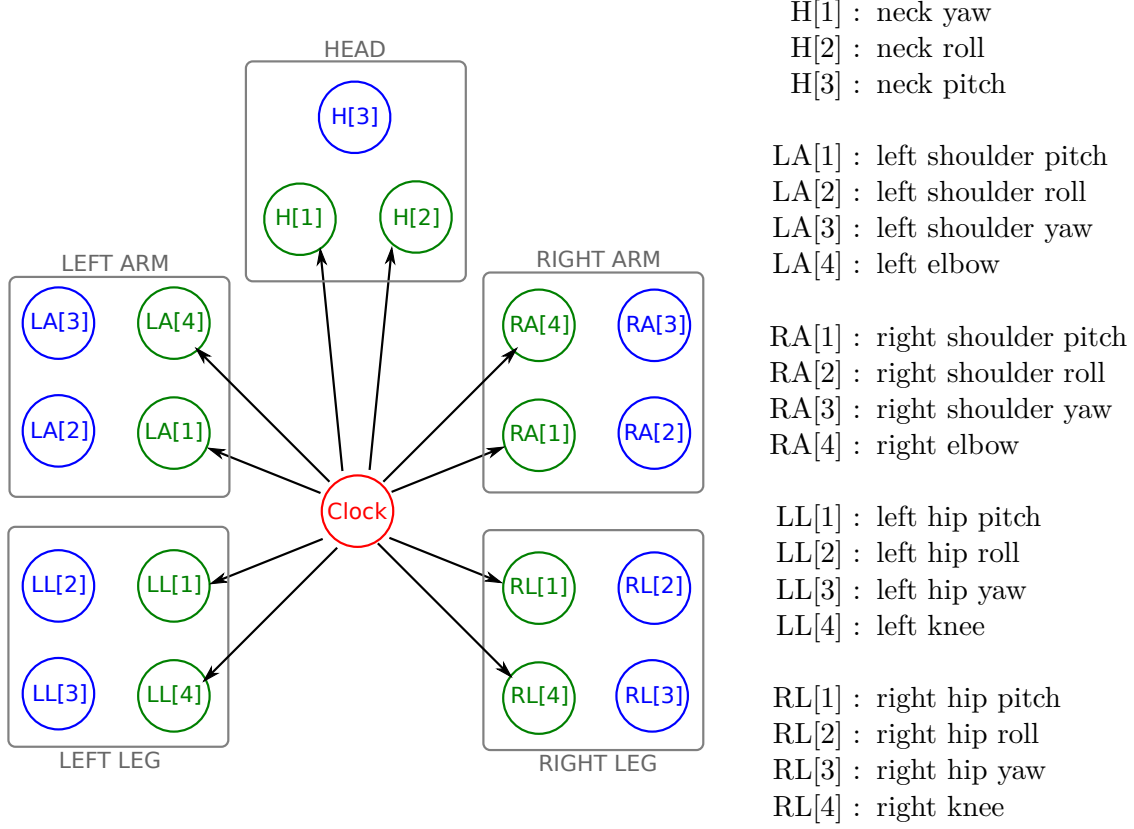 HEAD
H[3]
H[1]
H[2]
LEFT ARM
LA[3]
LA[4]
LA[2]
LA[1]
RIGHT ARM
RA[4]
RA[3]
RA[1]
RA[2]
Clock
LL[2]
LL[1]
LL[3]
LL[4]
LEFT LEG
RL[1]
RL[2]
RL[4]
RL[3]
RIGHT LEG
H[1] : neck yaw
H[2] : neck roll
H[3] : neck pitch
LA[1] : left shoulder pitch
LA[2] : left shoulder roll
LA[3] : left shoulder yaw
LA[4] : left elbow
RA[1] : right shoulder pitch
RA[2] : right shoulder roll
RA[3] : right shoulder yaw
RA[4] : right elbow
LL[1] : left hip pitch
LL[2] : left hip roll
LL[3] : left hip yaw
LL[4] : left knee
RL[1] : right hip pitch
RL[2] : right hip roll
RL[3] : right hip yaw
RL[4] : right knee